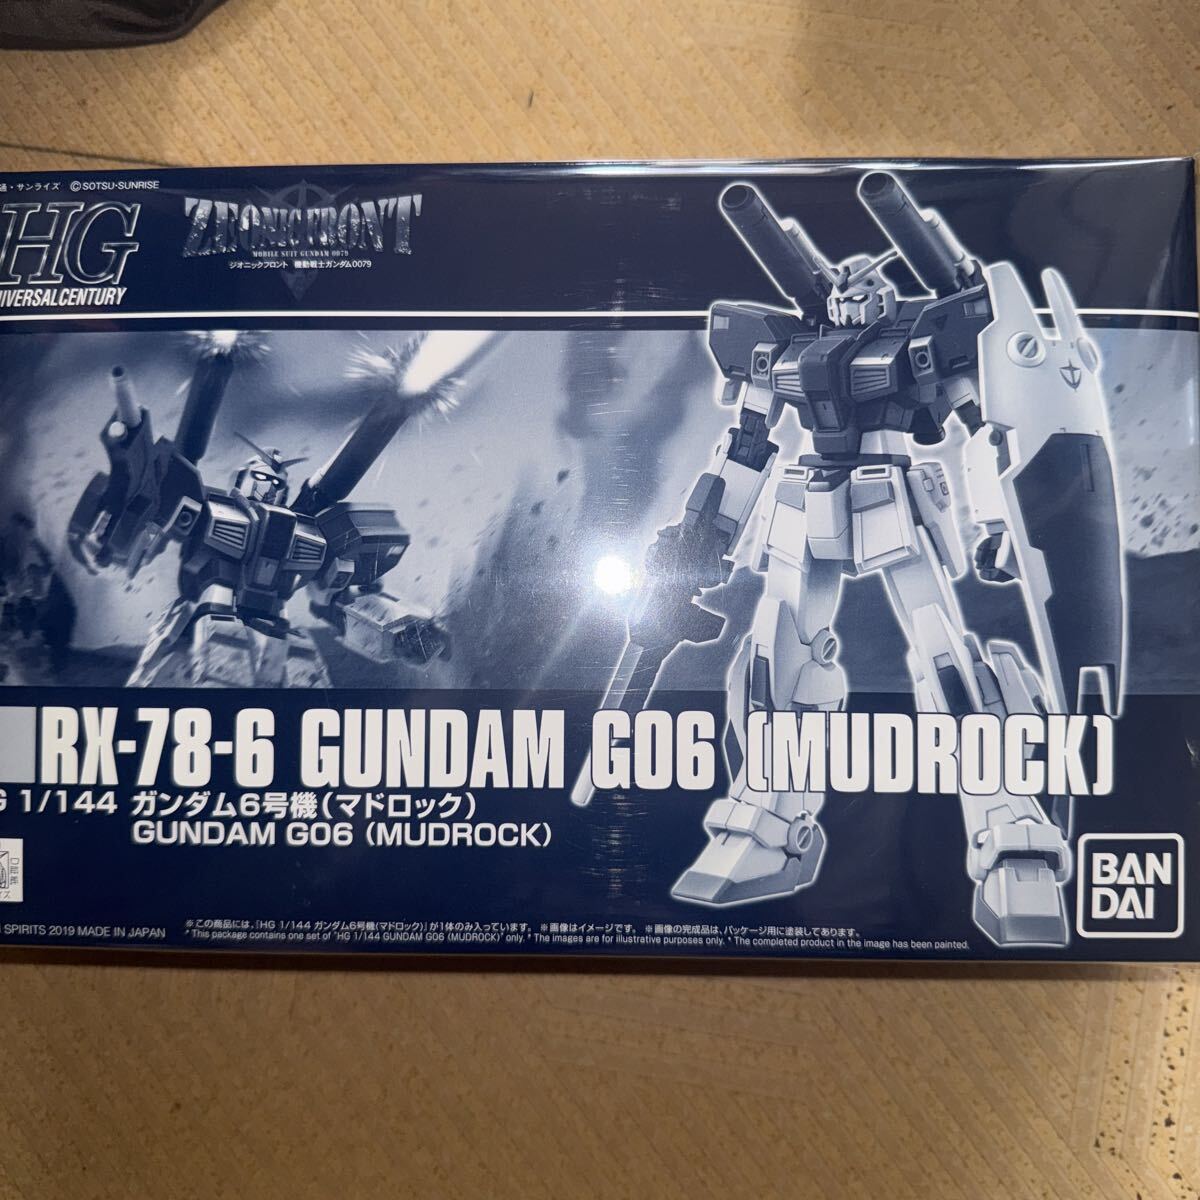 通・サンライズ ©SOTSU・SUNRISE
HG
ZEONIC FRONT
MOBILE SUIT GUNDAM 0079
ジオニックフロント 機動戦士ガンダム0079
RX-78-6 GUNDAM G06 (MUDROCK)
1/144 ガンダム6号機(マドロック)
GUNDAM G06 (MUDROCK)
BAN
DAI
※この商品には、「HG 1/144 ガンダム6号機(マドロック)」が1体のみ入っています。 ※画像はイメージです。 ※画像の完成品は、パッケージ用に塗装してあります。
SPIRITS 2019 MADE IN JAPAN
* This package contains one set of "HG 1/144 GUNDAM G06 (MUDROCK)" only. * The images are for illustrative purposes only. * The completed product in the image has been painted.